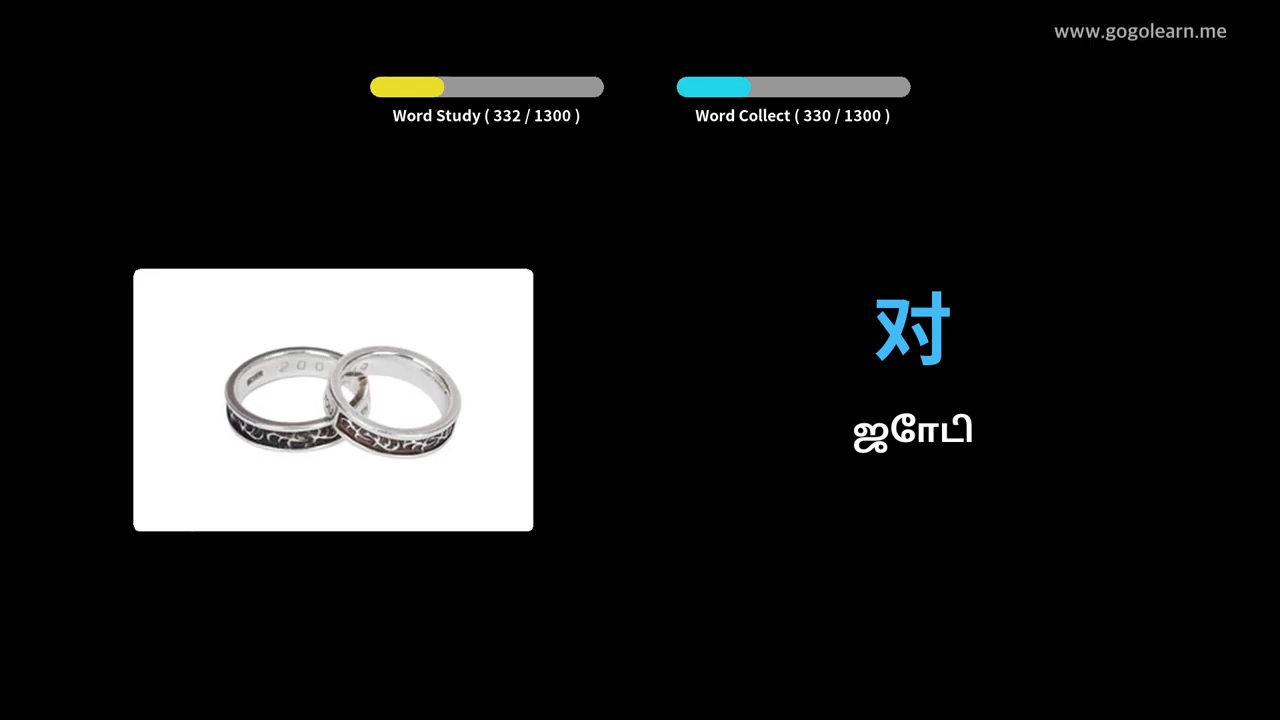 www.gogolearn.me
Word Study ( 332 / 1300 )
Word Collect ( 330 / 1300 )
对
ஜாேடி